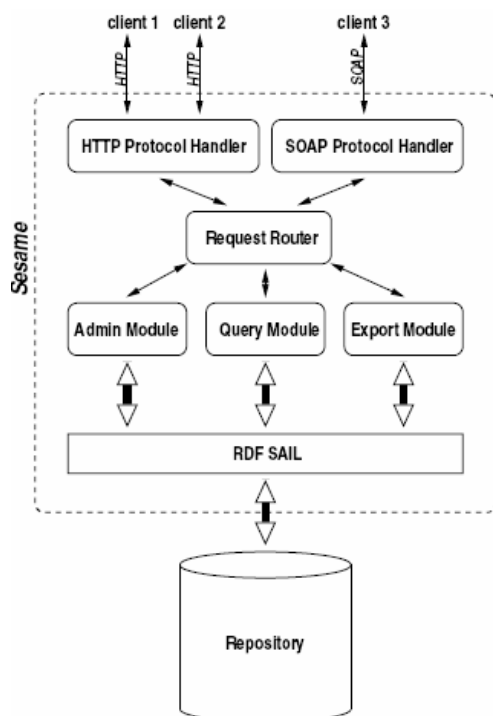 client 1 client 2 client 3
HTTP HTTP SOAP
HTTP Protocol Handler SOAP Protocol Handler
Request Router
Sesame
Admin Module Query Module Export Module
RDF SAIL
Repository